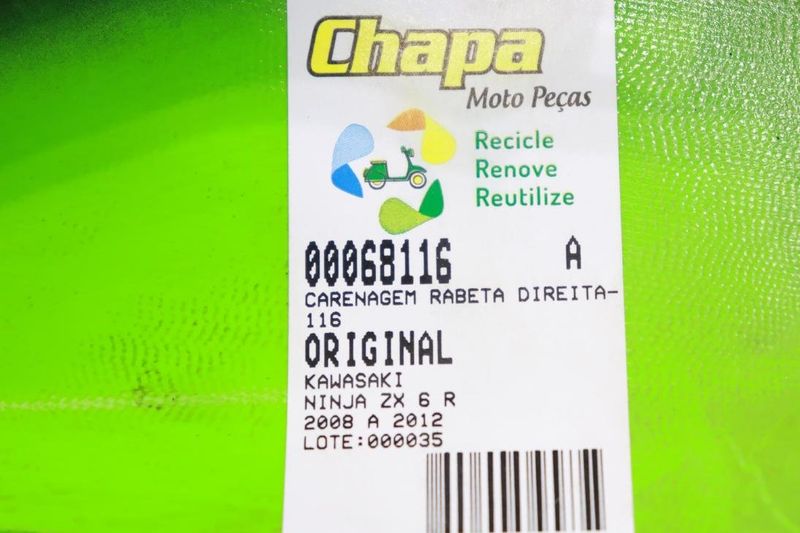 Chapa
Moto Peças
Recicle
Renove
Reutilize
00068116 A
CARENAGEM RABETA DIREITA-
116
ORIGINAL
KAWASAKI
NINJA ZX 6 R
2008 A 2012
LOTE:000035